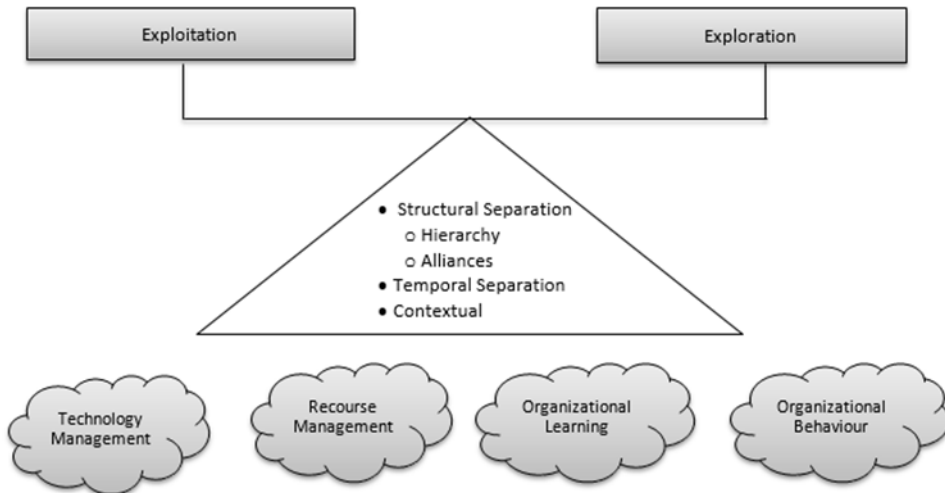 Exploitation
Exploration
• Structural Separation
o Hierarchy
o Alliances
• Temporal Separation
• Contextual
Technology
Management
Recourse
Management
Organizational
Learning
Organizational
Behaviour